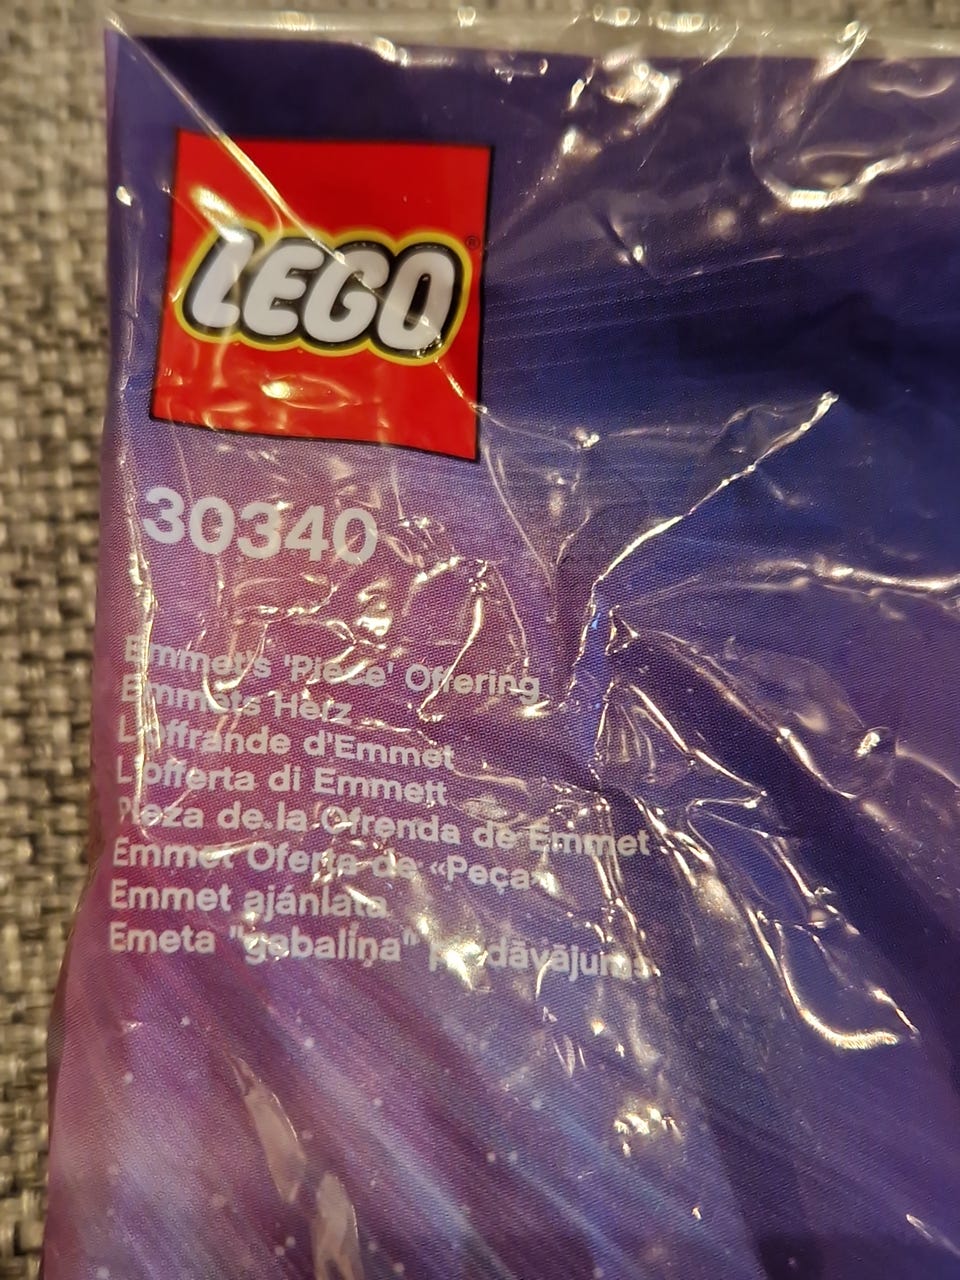 LEGO®
30340
Emmet's 'Piece' Offering
Emmets Herz
L'offrande d'Emmet
L'offerta di Emmett
Pieza de la Ofrenda de Emmet
Emmet Oferta de «Peça»
Emmet ajánlata
Emeta "gabaliņa" piedāvājums